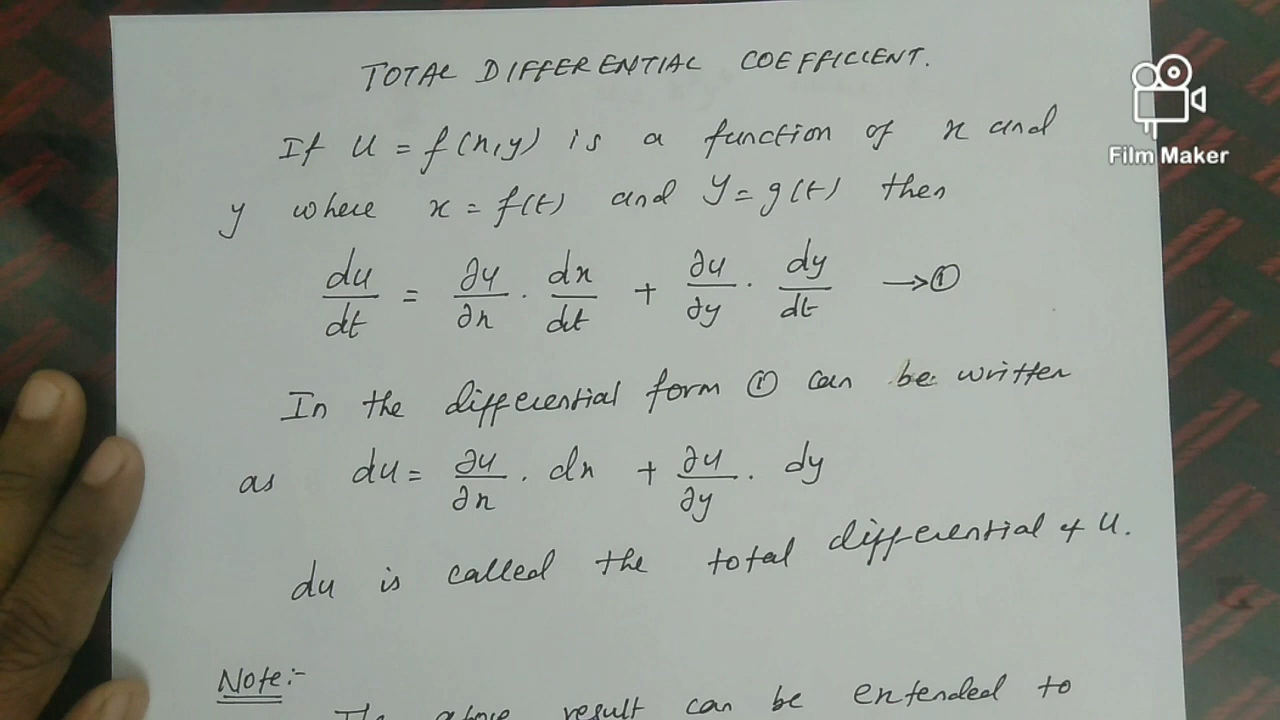 TOTAL DIFFERENTIAL COEFFICIENT.
If u = f(x,y) is a function of x and
y where x = f(t) and y = g(t) then
du/dt = ∂u/∂x . dx/dt + ∂u/∂y . dy/dt → ①
In the differential form ① can be written
as du = ∂u/∂x . dx + ∂u/∂y . dy
du is called the total differential of u.
Note:-
The above result can be extended to
Film Maker